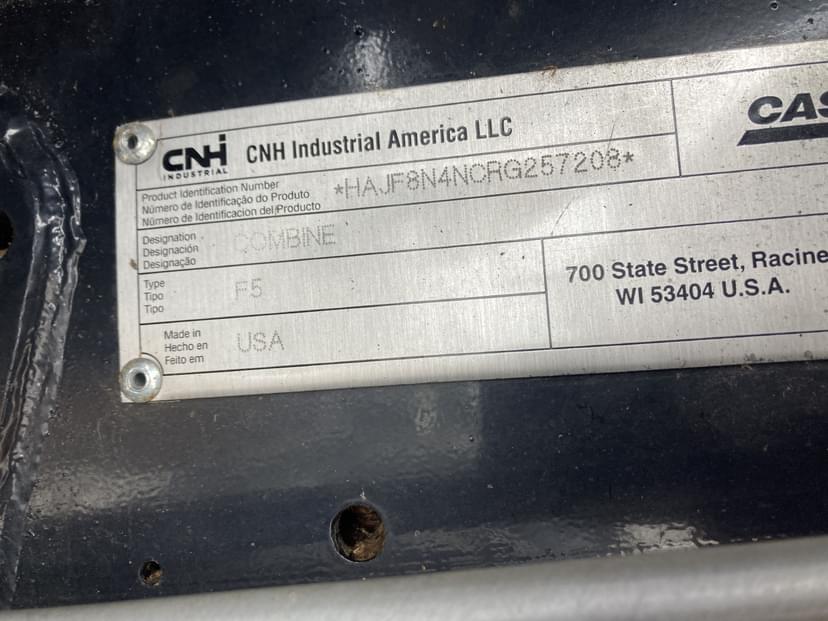 CNH
INDUSTRIAL
CNH Industrial America LLC
CAS
Product Identification Number
Número de Identificação do Produto
Número de Identificacion del Producto
*HAJF8N4NCRG257208*
Designation
Designación
Designação
COMBINE
Type
Tipo
Tipo
F5
700 State Street, Racine
WI 53404 U.S.A.
Made in
Hecho en
Feito em
USA